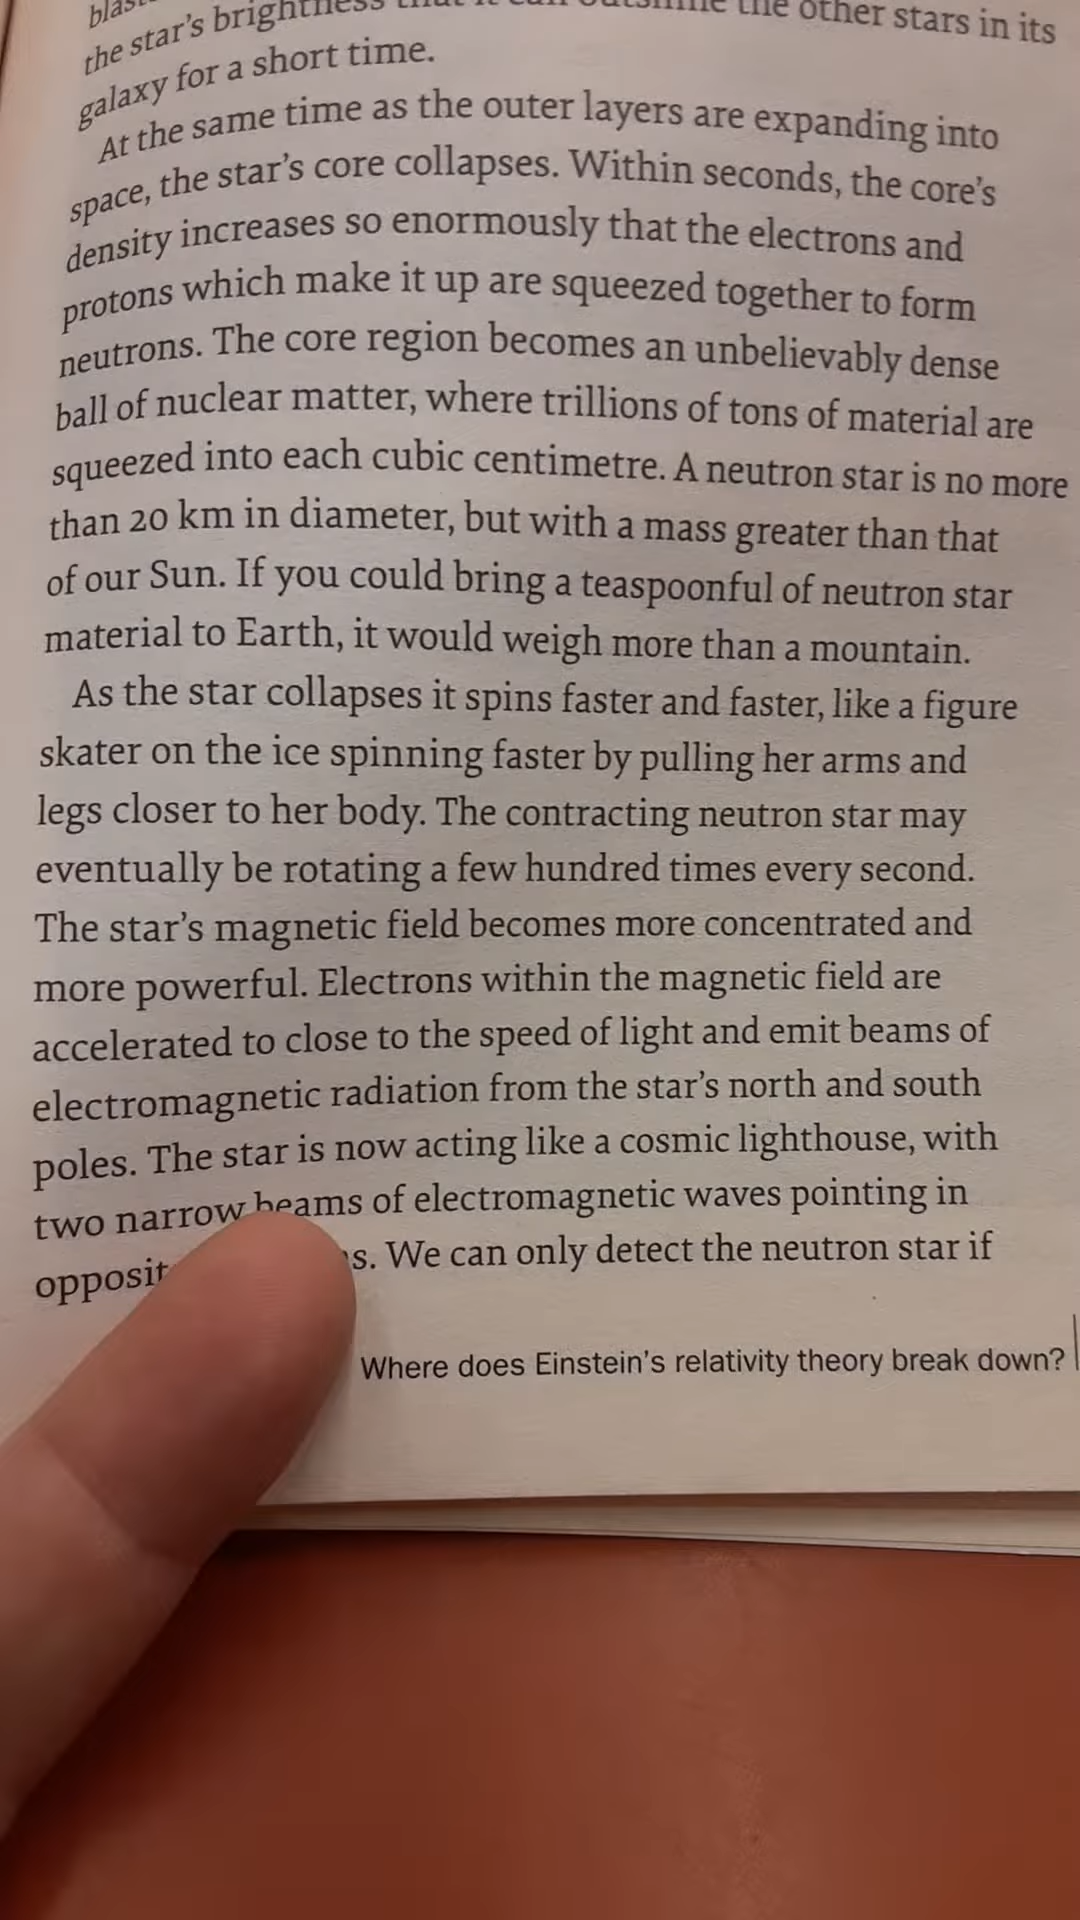 the star's brightness that it can outshine the other stars in its
galaxy for a short time.
At the same time as the outer layers are expanding into
space, the star's core collapses. Within seconds, the core's
density increases so enormously that the electrons and
protons which make it up are squeezed together to form
neutrons. The core region becomes an unbelievably dense
ball of nuclear matter, where trillions of tons of material are
squeezed into each cubic centimetre. A neutron star is no more
than 20 km in diameter, but with a mass greater than that
of our Sun. If you could bring a teaspoonful of neutron star
material to Earth, it would weigh more than a mountain.
As the star collapses it spins faster and faster, like a figure
skater on the ice spinning faster by pulling her arms and
legs closer to her body. The contracting neutron star may
eventually be rotating a few hundred times every second.
The star's magnetic field becomes more concentrated and
more powerful. Electrons within the magnetic field are
accelerated to close to the speed of light and emit beams of
electromagnetic radiation from the star's north and south
poles. The star is now acting like a cosmic lighthouse, with
two narrow beams of electromagnetic waves pointing in
We can only detect the neutron star if
Where does Einstein's relativity theory break down?